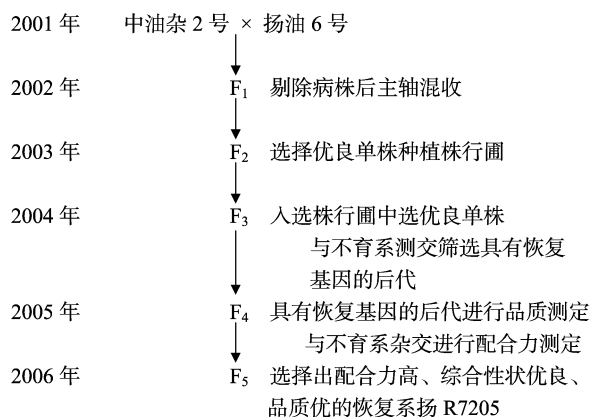 2001 年 中油杂 2 号 × 扬油 6 号
2002 年 F1 剔除病株后主轴混收
2003 年 F2 选择优良单株种植株行圃
2004 年 F3 入选株行圃中选优良单株
与不育系测交筛选具有恢复
基因的后代
2005 年 F4 具有恢复基因的后代进行品质测定
与不育系杂交进行配合力测定
2006 年 F5 选择出配合力高、综合性状优良、
品质优的恢复系扬 R7205